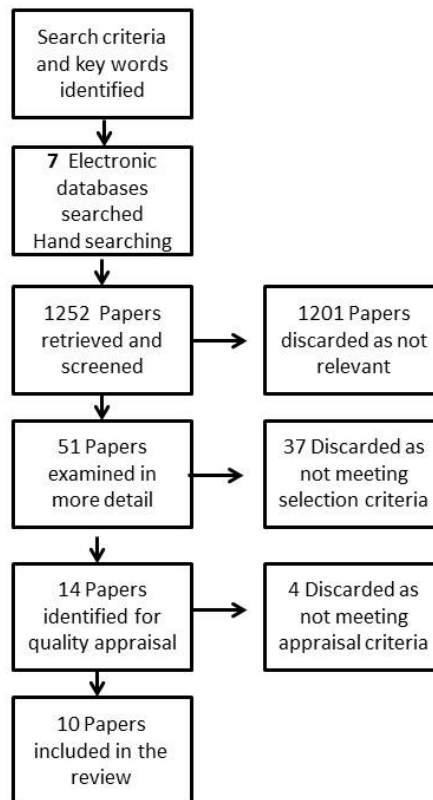 Search criteria
and key words
identified
7 Electronic
databases
searched
Hand searching
1252 Papers
retrieved and
screened
1201 Papers
discarded as not
relevant
51 Papers
examined in
more detail
37 Discarded as
not meeting
selection criteria
14 Papers
identified for
quality appraisal
4 Discarded as
not meeting
appraisal criteria
10 Papers
included in the
review